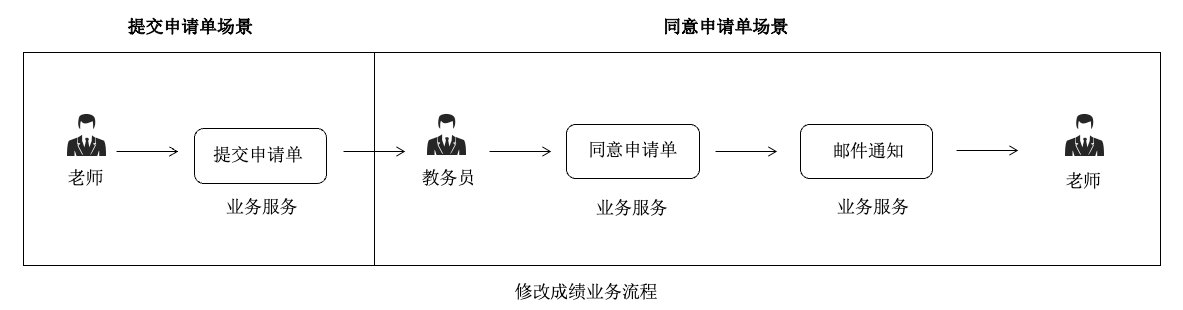 提交申请单场景
同意申请单场景
老师
提交申请单
业务服务
教务员
同意申请单
业务服务
邮件通知
业务服务
老师
修改成绩业务流程